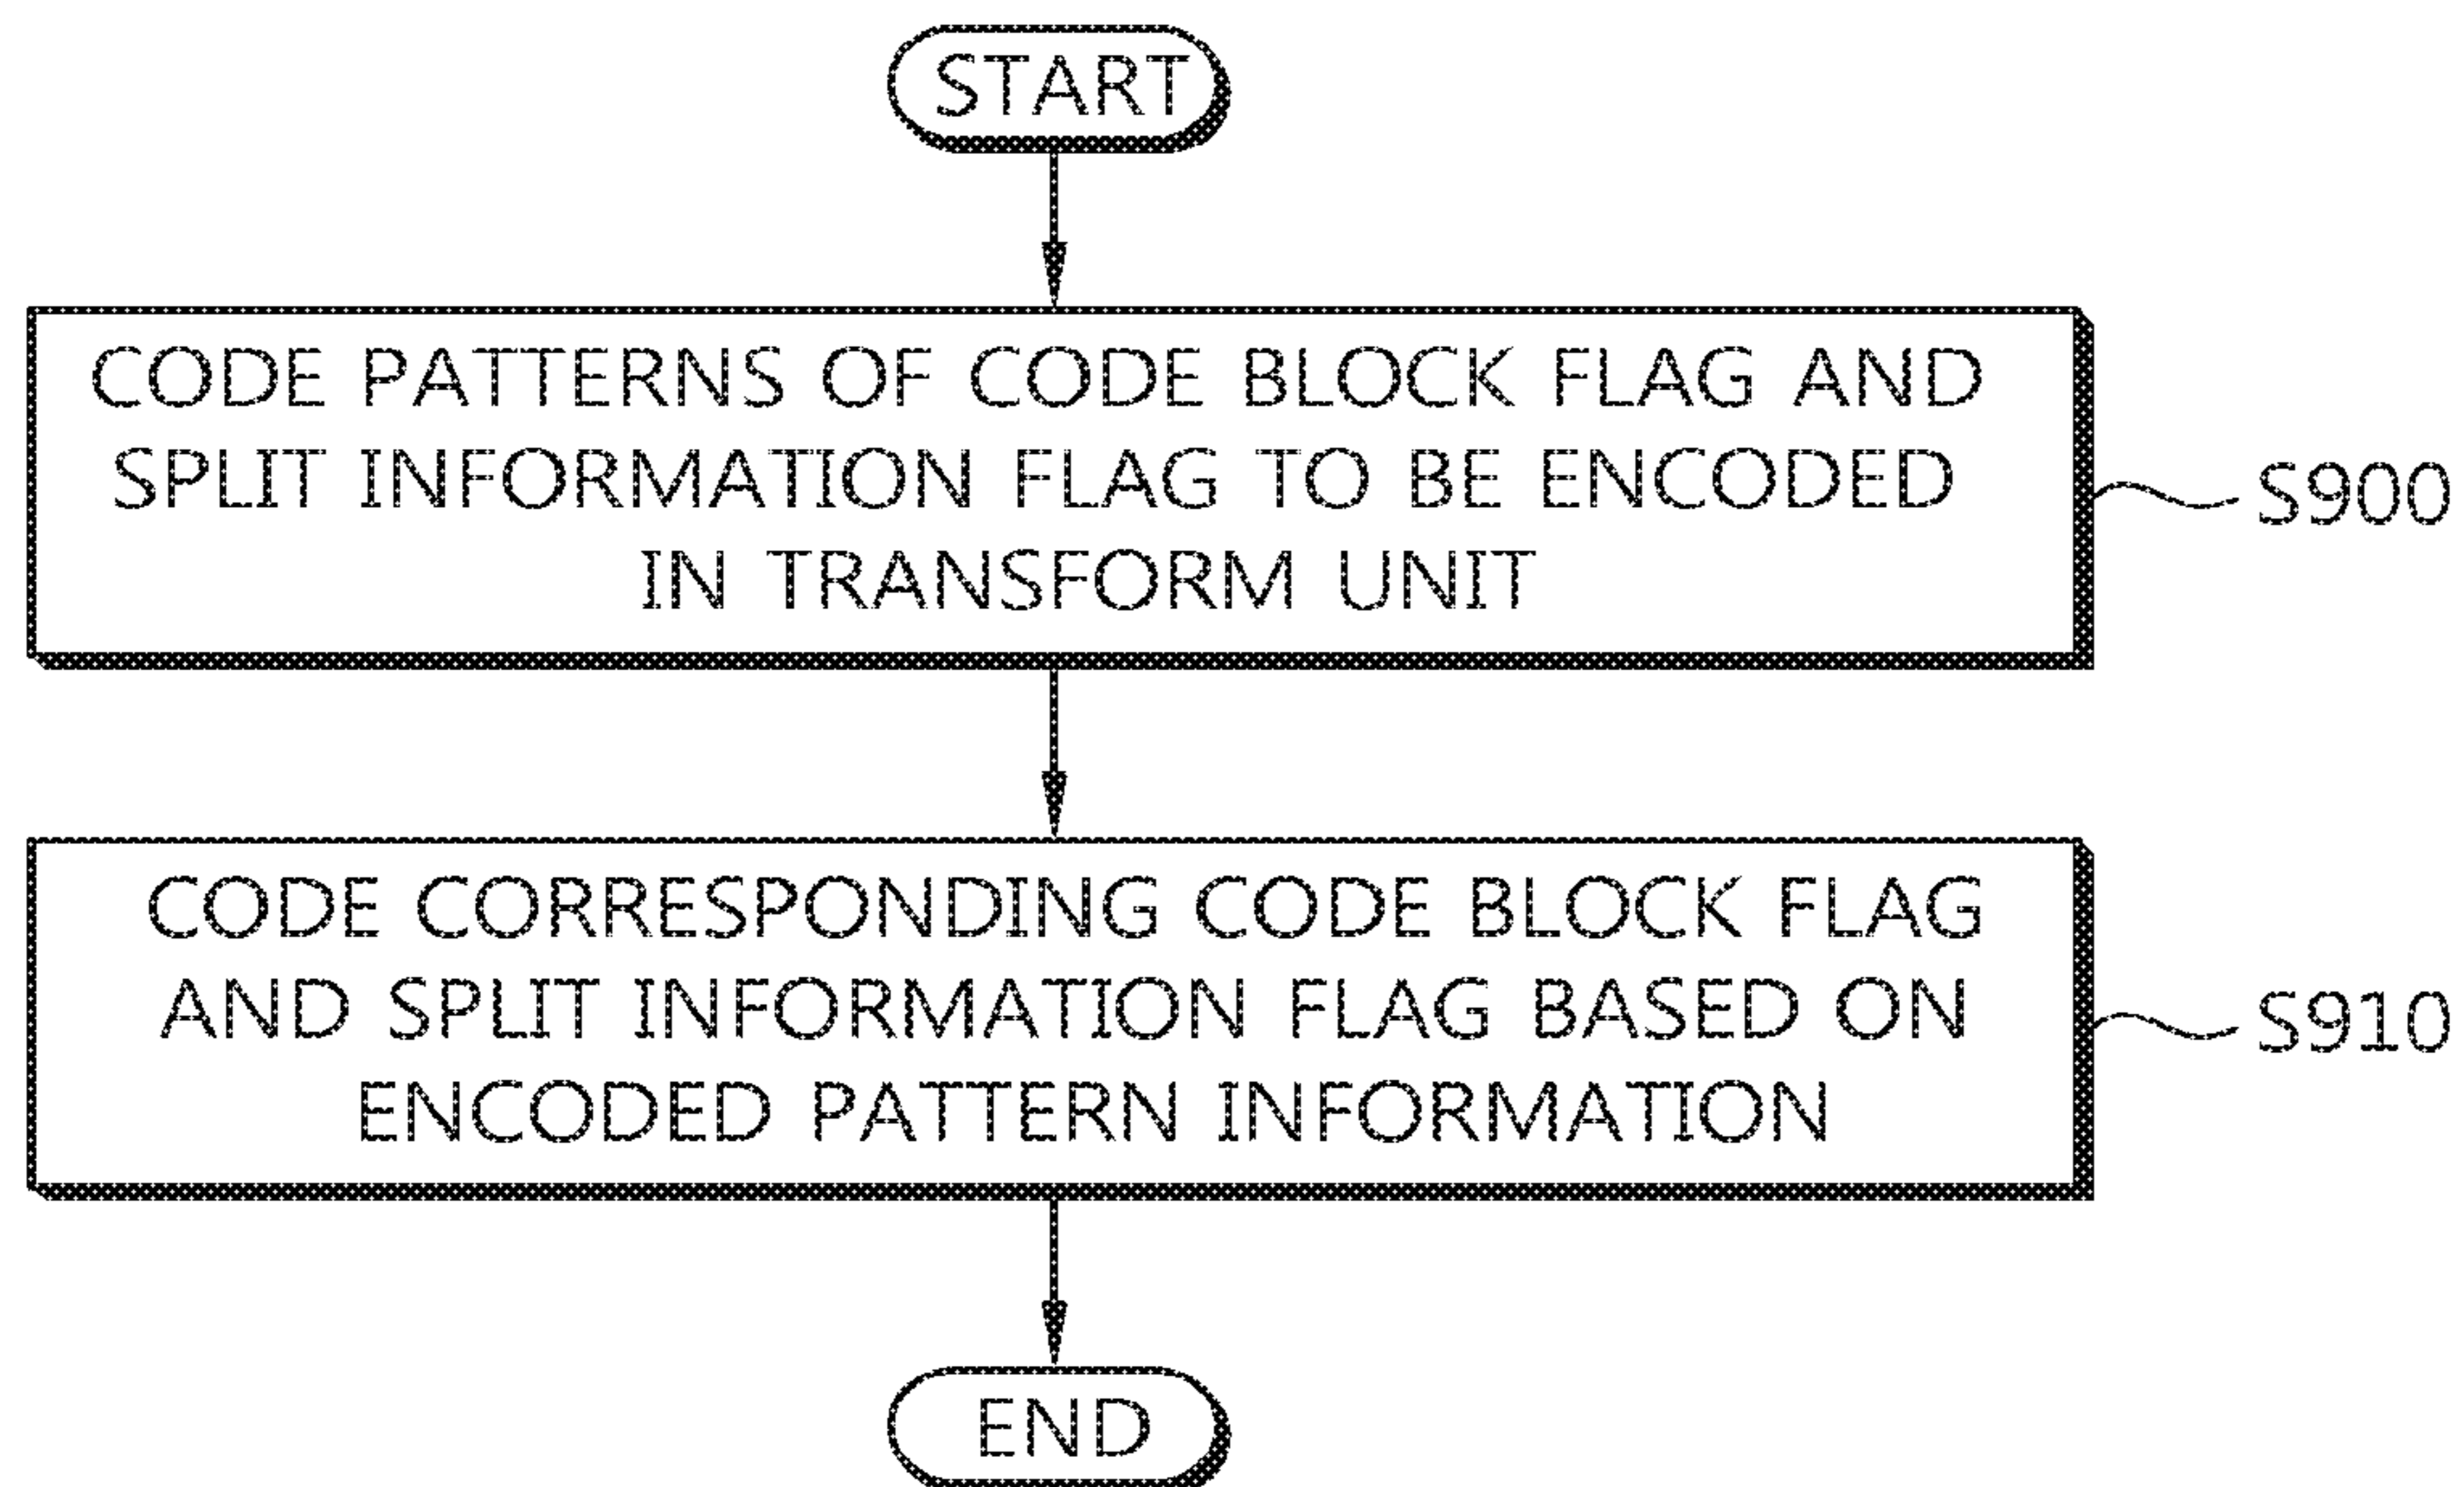 START
CODE PATTERNS OF CODE BLOCK FLAG AND
SPLIT INFORMATION FLAG TO BE ENCODED
IN TRANSFORM UNIT
S900
CODE CORRESPONDING CODE BLOCK FLAG
AND SPLIT INFORMATION FLAG BASED ON
ENCODED PATTERN INFORMATION
S910
END